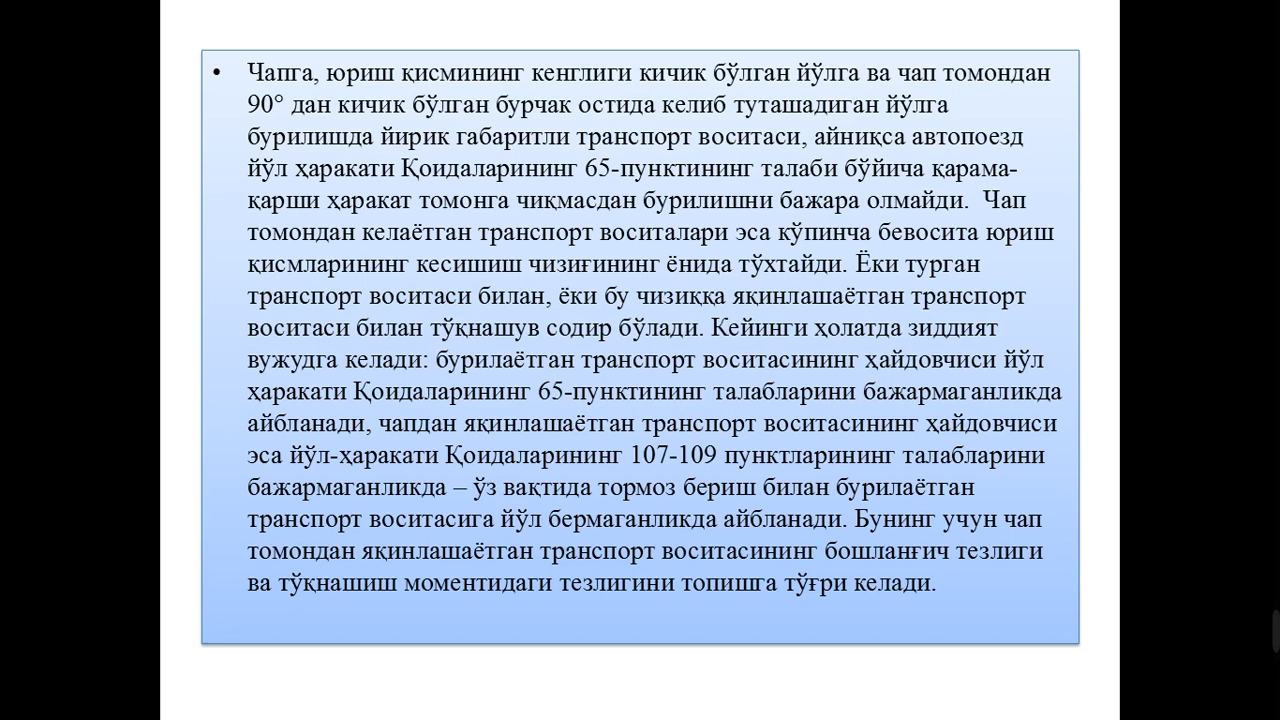 • Чапга, юриш қисмининг кенглиги кичик бўлган йўлга ва чап томондан
90° дан кичик бўлган бурчак остида келиб туташадиган йўлга
бурилишда йирик габаритли транспорт воситаси, айниқса автопоезд
йўл ҳаракати Қоидаларининг 65-пунктининг талаби бўйича қарама-
қарши ҳаракат томонга чиқмасдан бурилишни бажара олмайди.  Чап
томондан келаётган транспорт воситалари эса кўпинча бевосита юриш
қисмларининг кесишиш чизиғининг ёнида тўхтайди. Ёки турган
транспорт воситаси билан, ёки бу чизиққа яқинлашаётган транспорт
воситаси билан тўқнашув содир бўлади. Кейинги ҳолатда зиддият
вужудга келади: бурилаётган транспорт воситасининг ҳайдовчиси йўл
ҳаракати Қоидаларининг 65-пунктининг талабларини бажармаганликда
айбланади, чапдан яқинлашаётган транспорт воситасининг ҳайдовчиси
эса йўл-ҳаракати Қоидаларининг 107-109 пунктларининг талабларини
бажармаганликда – ўз вақтида тормоз бериш билан бурилаётган
транспорт воситасига йўл бермаганликда айбланади. Бунинг учун чап
томондан яқинлашаётган транспорт воситасининг бошланғич тезлиги
ва тўқнашиш моментидаги тезлигини топишга тўғри келади.